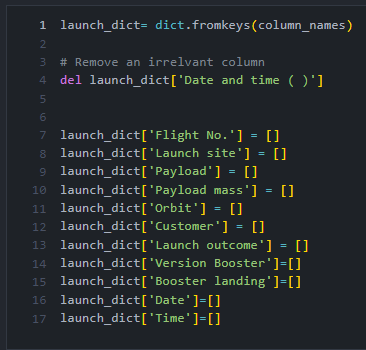 1 launch_dict= dict.fromkeys(column_names)
2
3 # Remove an irrelvant column
4 del launch_dict['Date and time ( )']
5
6
7 launch_dict['Flight No.'] = []
8 launch_dict['Launch site'] = []
9 launch_dict['Payload'] = []
10 launch_dict['Payload mass'] = []
11 launch_dict['Orbit'] = []
12 launch_dict['Customer'] = []
13 launch_dict['Launch outcome'] = []
14 launch_dict['Version Booster']=[]
15 launch_dict['Booster landing']=[]
16 launch_dict['Date']=[]
17 launch_dict['Time']=[]